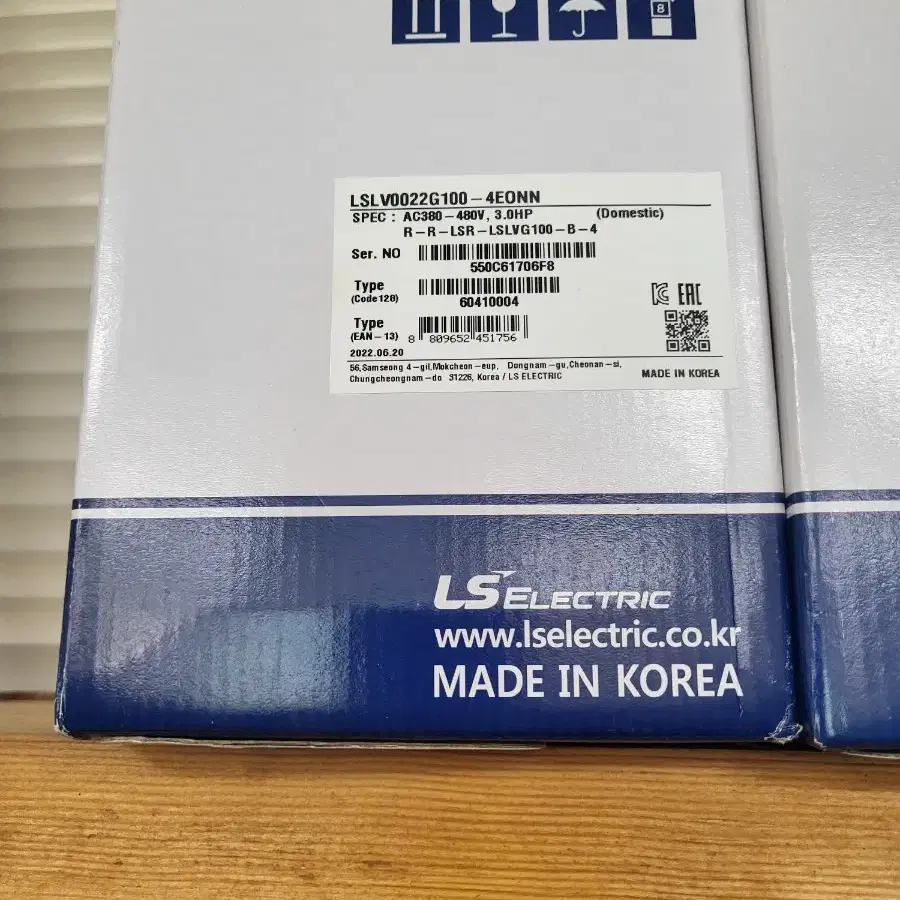 8
LSLV0022G100-4EONN
SPEC : AC380-480V, 3.0HP (Domestic)
R-R-LSR-LSLVG100-B-4
Ser. NO
550C61706F8
Type
(Code128)
60410004
Type
(EAN-13)
8 809652 451756
EAC
2022.06.20
56,Samseong 4-gil,Mokcheon-eup, Dongnam-gu,Cheonan-si,
Chungcheongnam-do 31226, Korea / LS ELECTRIC
MADE IN KOREA
LS ELECTRIC
www.lselectric.co.kr
MADE IN KOREA